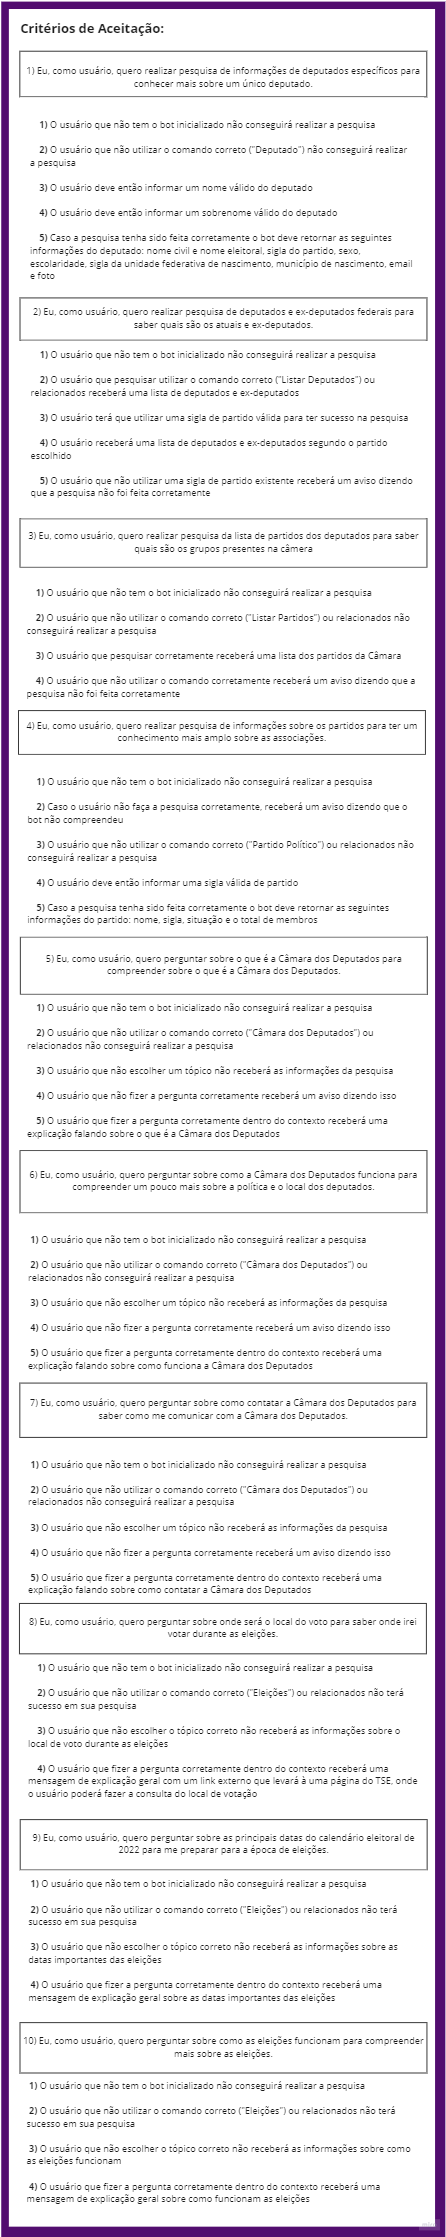 Critérios de Aceitação:
1) Eu, como usuário, quero realizar pesquisa de informações de deputados específicos para
conhecer mais sobre um único deputado.
1) O usuário que não tem o bot inicializado não conseguirá realizar a pesquisa
2) O usuário que não utilizar o comando correto ("Deputado") não conseguirá realizar
a pesquisa
3) O usuário deve então informar um nome válido do deputado
4) O usuário deve então informar um sobrenome válido do deputado
5) Caso a pesquisa tenha sido feita corretamente o bot deve retornar as seguintes
informações do deputado: nome civil e nome eleitoral, sigla do partido, sexo,
escolaridade, sigla da unidade federativa de nascimento, município de nascimento, email
e foto
2) Eu, como usuário, quero realizar pesquisa de deputados e ex-deputados federais para
saber quais são os atuais e ex-deputados.
1) O usuário que não tem o bot inicializado não conseguirá realizar a pesquisa
2) O usuário que pesquisar utilizar o comando correto ("Listar Deputados") ou
relacionados receberá uma lista de deputados e ex-deputados
3) O usuário terá que utilizar uma sigla de partido válida para ter sucesso na pesquisa
4) O usuário receberá uma lista de deputados e ex-deputados segundo o partido
escolhido
5) O usuário que não utilizar uma sigla de partido existente receberá um aviso dizendo
que a pesquisa não foi feita corretamente
3) Eu, como usuário, quero realizar pesquisa da lista de partidos dos deputados para saber
quais são os grupos presentes na câmera
1) O usuário que não tem o bot inicializado não conseguirá realizar a pesquisa
2) O usuário que não utilizar o comando correto ("Listar Partidos") ou relacionados não
conseguirá realizar a pesquisa
3) O usuário que pesquisar corretamente receberá uma lista dos partidos da Câmara
4) O usuário que não utilizar o comando corretamente receberá um aviso dizendo que a
pesquisa não foi feita corretamente
4) Eu, como usuário, quero realizar pesquisa de informações sobre os partidos para ter um
conhecimento mais amplo sobre as associações.
1) O usuário que não tem o bot inicializado não conseguirá realizar a pesquisa
2) Caso o usuário não faça a pesquisa corretamente, receberá um aviso dizendo que o
bot não compreendeu
3) O usuário que não utilizar o comando correto ("Partido Político") ou relacionados não
conseguirá realizar a pesquisa
4) O usuário deve então informar uma sigla válida de partido
5) Caso a pesquisa tenha sido feita corretamente o bot deve retornar as seguintes
informações do partido: nome, sigla, situação e o total de membros
5) Eu, como usuário, quero perguntar sobre o que é a Câmara dos Deputados para
compreender sobre o que é a Câmara dos Deputados.
1) O usuário que não tem o bot inicializado não conseguirá realizar a pesquisa
2) O usuário que não utilizar o comando correto ("Câmara dos Deputados") ou
relacionados não conseguirá realizar a pesquisa
3) O usuário que não escolher um tópico não receberá as informações da pesquisa
4) O usuário que não fizer a pergunta corretamente receberá um aviso dizendo isso
5) O usuário que fizer a pergunta corretamente dentro do contexto receberá uma
explicação falando sobre o que é a Câmara dos Deputados
6) Eu, como usuário, quero perguntar sobre como a Câmara dos Deputados funciona para
compreender um pouco mais sobre a política e o local dos deputados.
1) O usuário que não tem o bot inicializado não conseguirá realizar a pesquisa
2) O usuário que não utilizar o comando correto ("Câmara dos Deputados") ou
relacionados não conseguirá realizar a pesquisa
3) O usuário que não escolher um tópico não receberá as informações da pesquisa
4) O usuário que não fizer a pergunta corretamente receberá um aviso dizendo isso
5) O usuário que fizer a pergunta corretamente dentro do contexto receberá uma
explicação falando sobre como funciona a Câmara dos Deputados
7) Eu, como usuário, quero perguntar sobre como contatar a Câmara dos Deputados para
saber como me comunicar com a Câmara dos Deputados.
1) O usuário que não tem o bot inicializado não conseguirá realizar a pesquisa
2) O usuário que não utilizar o comando correto ("Câmara dos Deputados") ou
relacionados não conseguirá realizar a pesquisa
3) O usuário que não escolher um tópico não receberá as informações da pesquisa
4) O usuário que não fizer a pergunta corretamente receberá um aviso dizendo isso
5) O usuário que fizer a pergunta corretamente dentro do contexto receberá uma
explicação falando sobre como contatar a Câmara dos Deputados
8) Eu, como usuário, quero perguntar sobre onde será o local do voto para saber onde irei
votar durante as eleições.
1) O usuário que não tem o bot inicializado não conseguirá realizar a pesquisa
2) O usuário que não utilizar o comando correto ("Eleições") ou relacionados não terá
sucesso em sua pesquisa
3) O usuário que não escolher o tópico correto não receberá as informações sobre o
local de voto durante as eleições
4) O usuário que fizer a pergunta corretamente dentro do contexto receberá uma
mensagem de explicação geral com um link externo que levará à uma página do TSE, onde
o usuário poderá fazer a consulta do local de votação
9) Eu, como usuário, quero perguntar sobre as principais datas do calendário eleitoral de
2022 para me preparar para a época de eleições.
1) O usuário que não tem o bot inicializado não conseguirá realizar a pesquisa
2) O usuário que não utilizar o comando correto ("Eleições") ou relacionados não terá
sucesso em sua pesquisa
3) O usuário que não escolher o tópico correto não receberá as informações sobre as
datas importantes das eleições
4) O usuário que fizer a pergunta corretamente dentro do contexto receberá uma
mensagem de explicação geral sobre as datas importantes das eleições
10) Eu, como usuário, quero perguntar sobre como as eleições funcionam para compreender
mais sobre as eleições.
1) O usuário que não tem o bot inicializado não conseguirá realizar a pesquisa
2) O usuário que não utilizar o comando correto ("Eleições") ou relacionados não terá
sucesso em sua pesquisa
3) O usuário que não escolher o tópico correto não receberá as informações sobre como
as eleições funcionam
4) O usuário que fizer a pergunta corretamente dentro do contexto receberá uma
mensagem de explicação geral sobre como funcionam as eleições